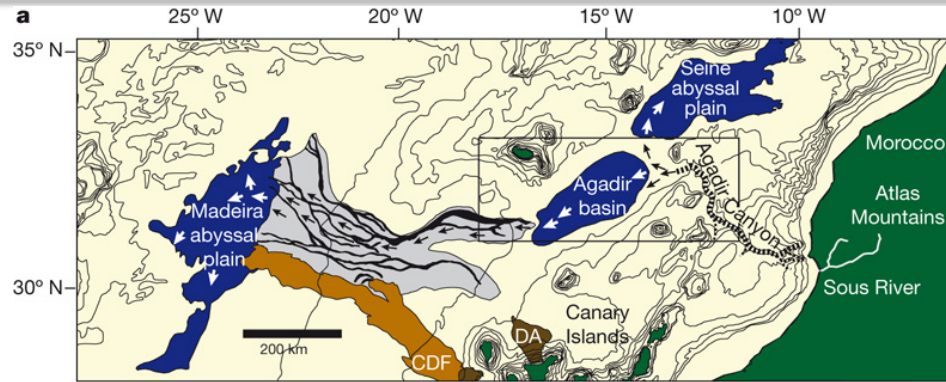 a
25° W
20° W
15° W
10° W
35° N
30° N
Seine
abyssal
plain
Morocco
Atlas
Mountains
Agadir
Canyon
Agadir
basin
Madeira
abyssal
plain
Sous River
Canary
Islands
DA
CDF
200 km